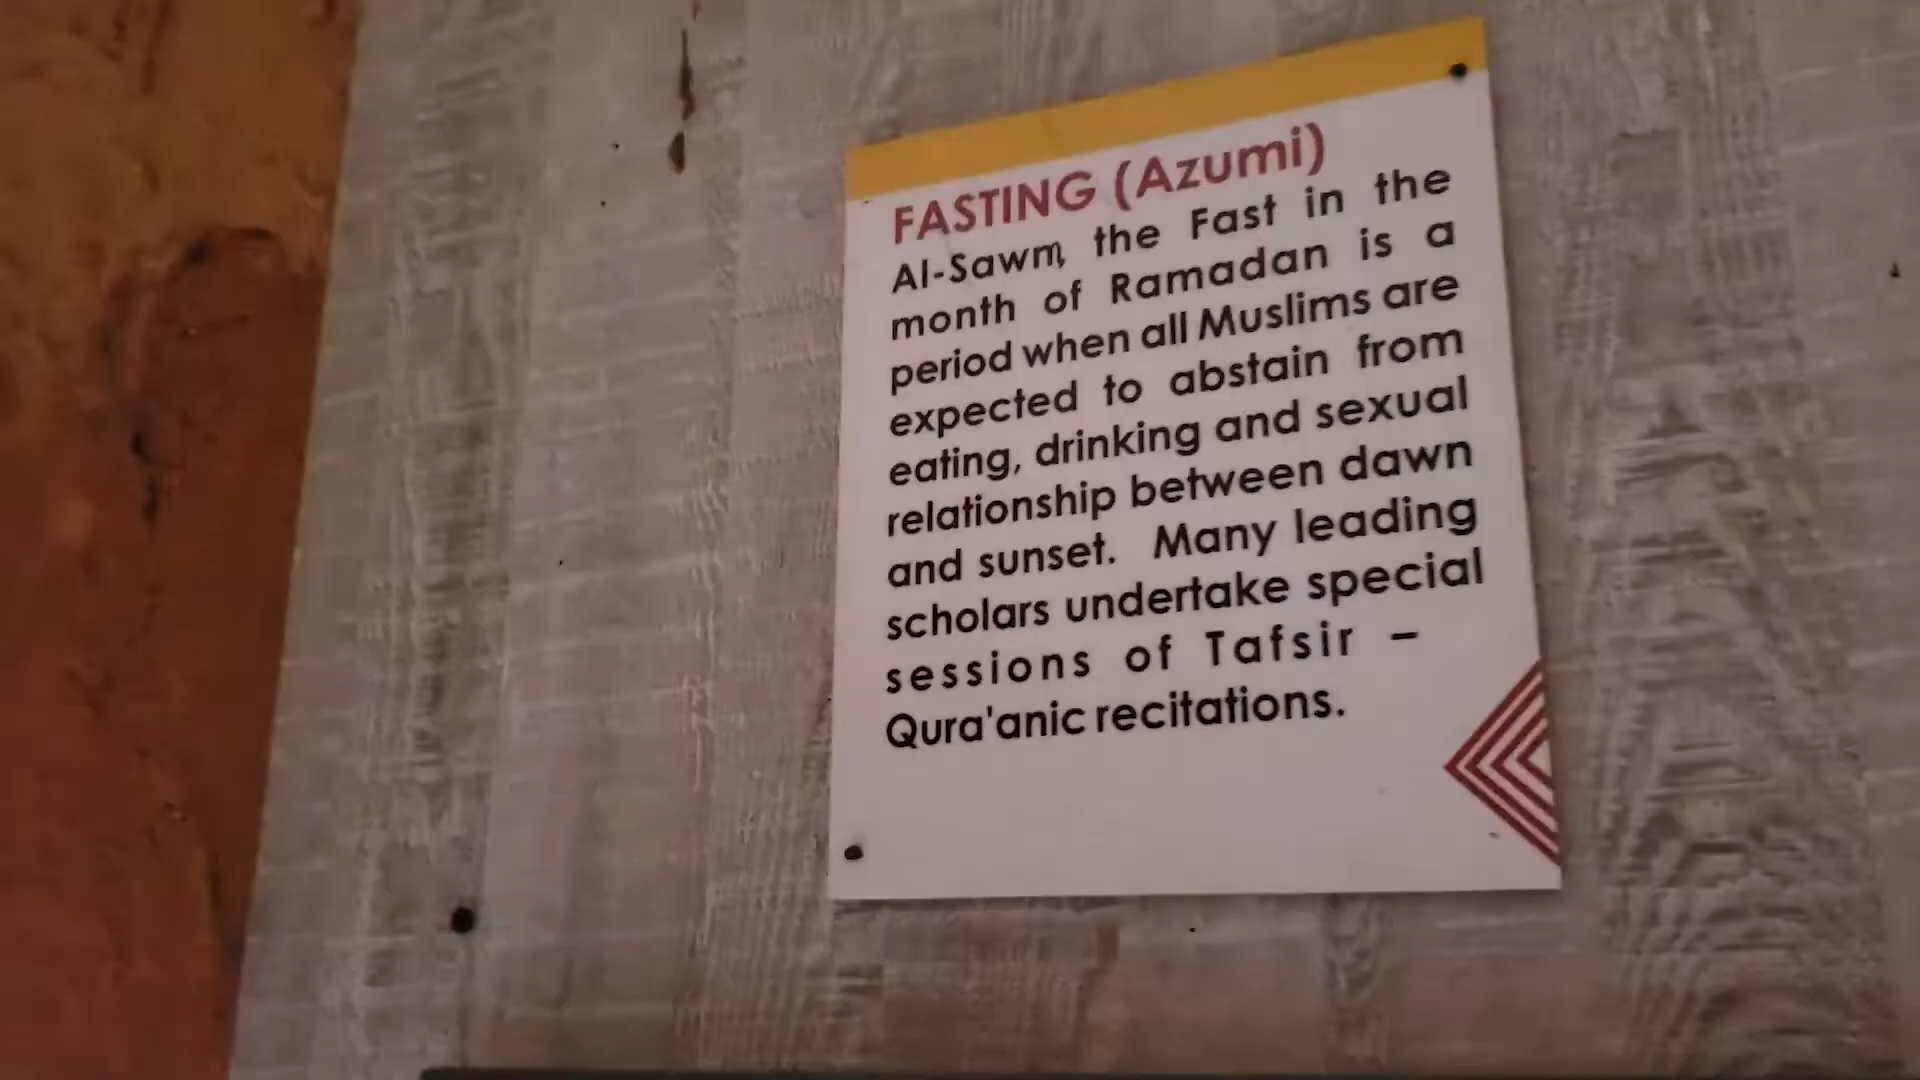 FASTING (Azumi)
Al-Sawm, the Fast in the
month of Ramadan is a
period when all Muslims are
expected to abstain from
eating, drinking and sexual
relationship between dawn
and sunset. Many leading
scholars undertake special
sessions of Tafsir –
Qura'anic recitations.